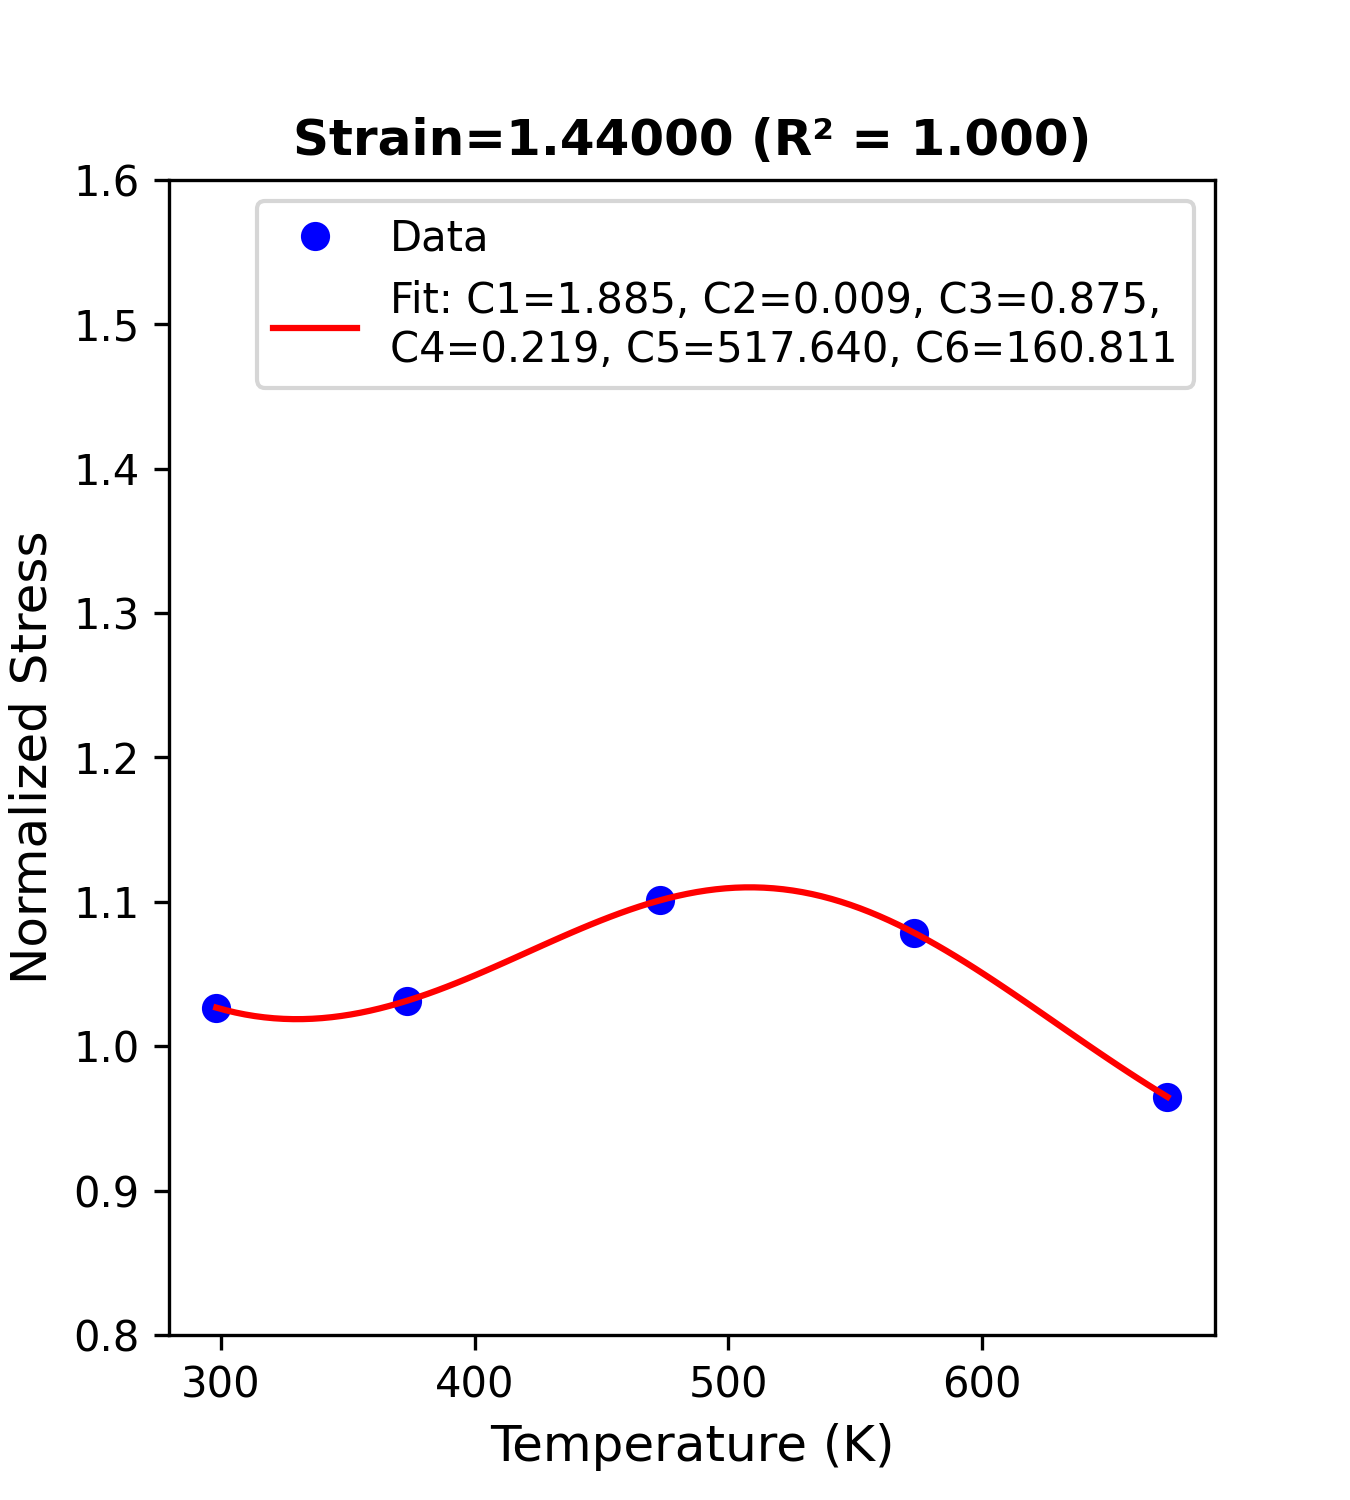 Strain=1.44000 (R² = 1.000)
Data
Fit: C1=1.885, C2=0.009, C3=0.875,
C4=0.219, C5=517.640, C6=160.811
Normalized Stress
1.6
1.5
1.4
1.3
1.2
1.1
1.0
0.9
0.8
300 400 500 600
Temperature (K)